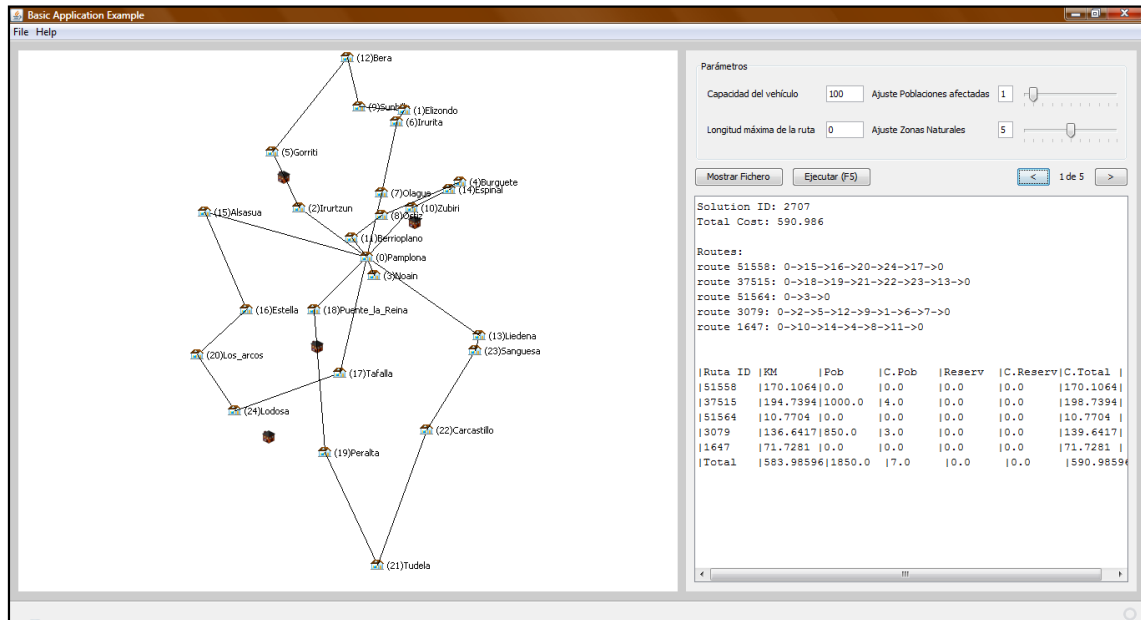 Basic Application Example
File Help
(12)Bera
(1)Elizondo
(6)Irurita
(5)Gorriti
(4)Burguete
(14)Espinal
(7)Olague
(2)Irurtzun
(10)Zubiri
(15)Alsasua
(11)Berrioplano
(0)Pamplona
(3)Noain
(16)Estella
(18)Puente_la_Reina
(13)Liedena
(23)Sanguesa
(20)Los_arcos
(17)Tafalla
(24)Lodosa
(22)Carcastillo
(19)Peralta
(21)Tudela
Parámetros
Capacidad del vehículo 100 Ajuste Poblaciones afectadas 1
Longitud máxima de la ruta 0 Ajuste Zonas Naturales 5
Mostrar Fichero Ejecutar (F5) < 1 de 5 >
Solution ID: 2707
Total Cost: 590.986
Routes:
route 51558: 0->15->16->20->24->17->0
route 37515: 0->18->19->21->22->23->13->0
route 51564: 0->3->0
route 3079: 0->2->5->12->9->1->6->7->0
route 1647: 0->10->14->4->8->11->0
|Ruta ID |KM |Pob |C.Pob |Reserv |C.Reserv|C.Total |
|51558 |170.1064|0.0 |0.0 |0.0 |0.0 |170.1064|
|37515 |194.7394|1000.0 |4.0 |0.0 |0.0 |198.7394|
|51564 |10.7704 |0.0 |0.0 |0.0 |0.0 |10.7704 |
|3079 |136.6417|850.0 |3.0 |0.0 |0.0 |139.6417|
|1647 |71.7281 |0.0 |0.0 |0.0 |0.0 |71.7281 |
|Total |583.98596|1850.0 |7.0 |0.0 |0.0 |590.98596